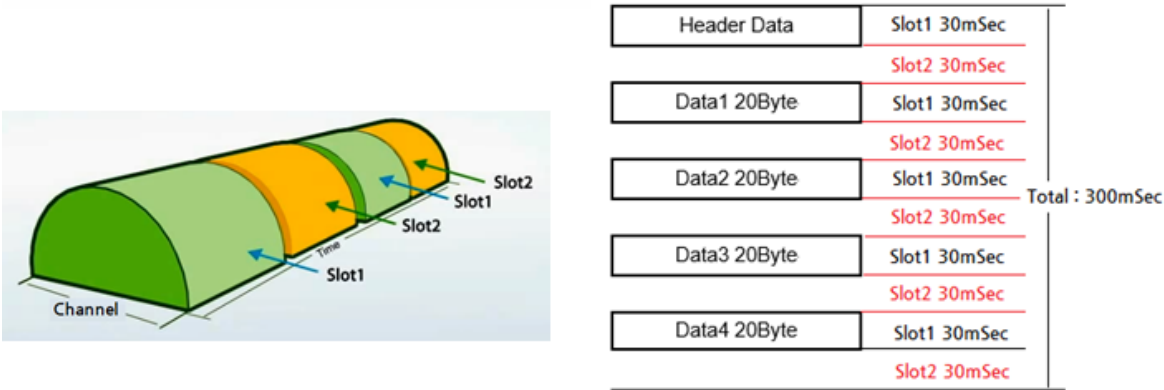 Slot2
Slot1
Slot2
Time
Slot1
Channel
Header Data
Slot1 30mSec
Slot2 30mSec
Data1 20Byte
Slot1 30mSec
Slot2 30mSec
Data2 20Byte
Slot1 30mSec
Total : 300mSec
Slot2 30mSec
Data3 20Byte
Slot1 30mSec
Slot2 30mSec
Data4 20Byte
Slot1 30mSec
Slot2 30mSec